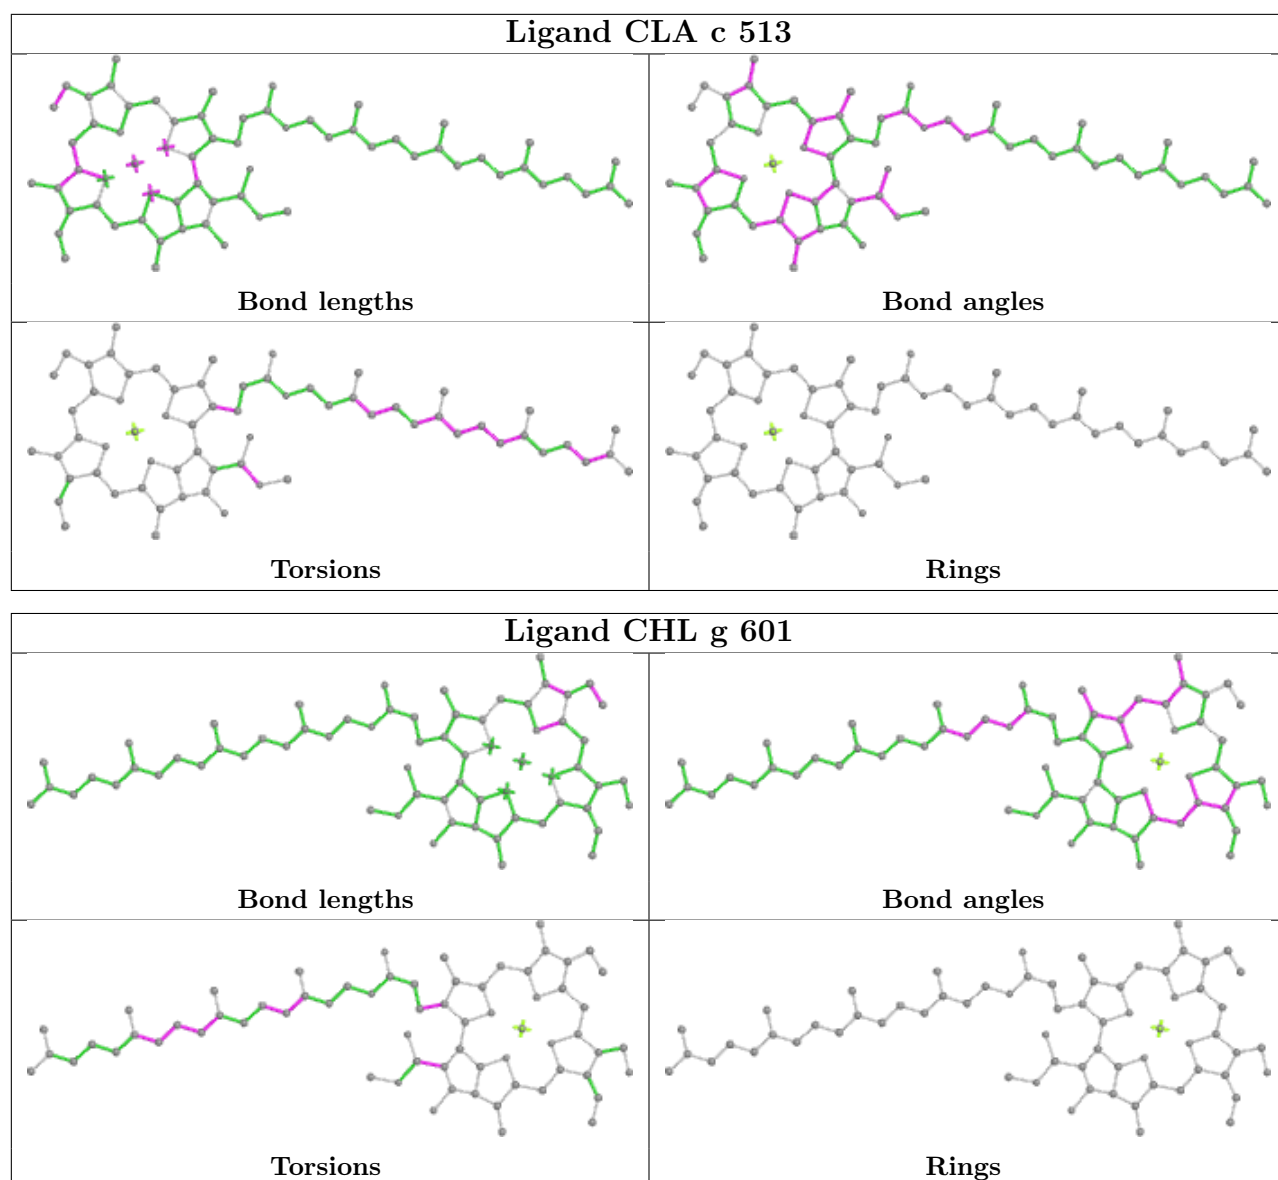 Ligand CLA c 513
Bond lengths
Bond angles
Torsions
Rings
Ligand CHL g 601
Bond lengths
Bond angles
Torsions
Rings